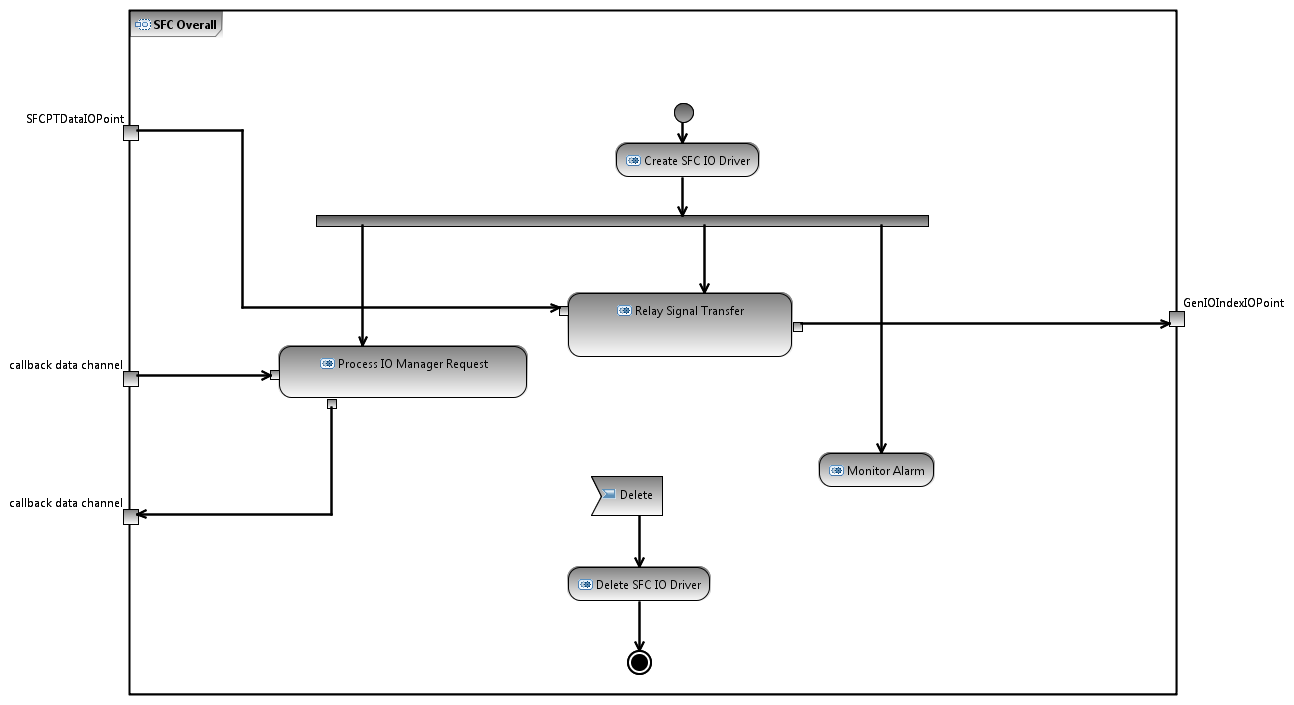 SFC Overall
SFCPTDataIOPoint
Create SFC IO Driver
GenIOIndexIOPoint
Relay Signal Transfer
callback data channel
Process IO Manager Request
Monitor Alarm
Delete
callback data channel
Delete SFC IO Driver